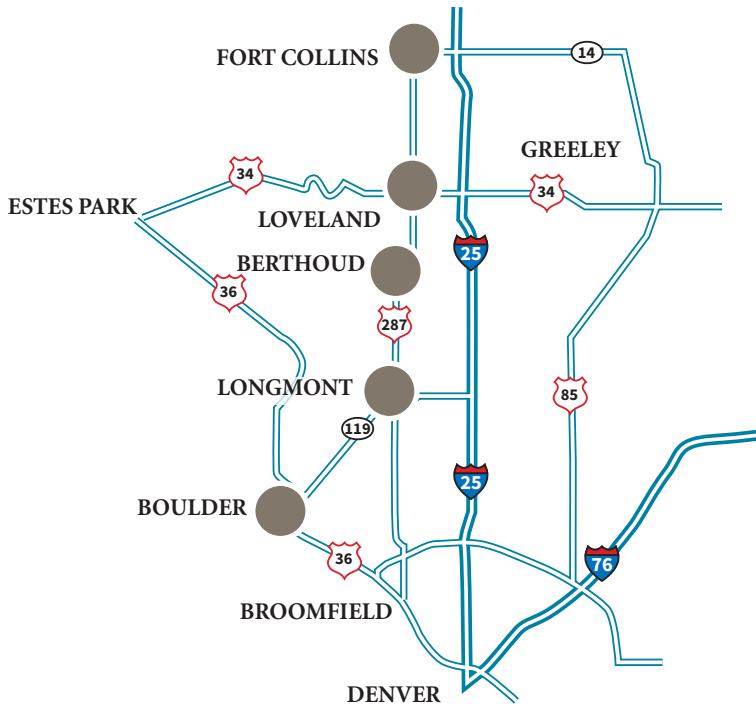 FORT COLLINS
14
GREELEY
34
34
ESTES PARK
LOVELAND
25
BERTHOUD
36
287
LONGMONT
85
119
25
BOULDER
36
76
BROOMFIELD
DENVER